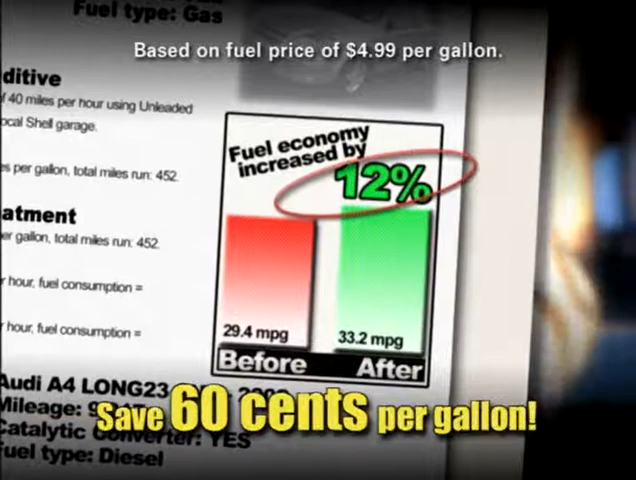 Fuel type: Gas
Based on fuel price of $4.99 per gallon.
ditive
f 40 miles per hour using Unleaded
ocal Shell garage.
es per gallon, total miles run: 452.
Fuel economy
increased by
12%
atment
er gallon, total miles run: 452.
r hour, fuel consumption =
r hour, fuel consumption =
29.4 mpg
33.2 mpg
Before
After
Audi A4 LONG23
Mileage:
Save 60 cents per gallon!
Catalytic Converter: YES
Fuel type: Diesel